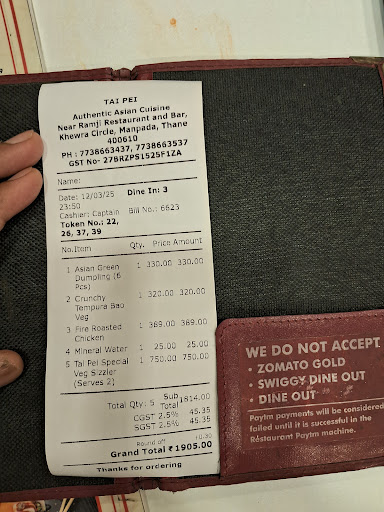 TAI PEI
Authentic Asian Cuisine
Near Ramji Restaurant and Bar,
Khewra Circle, Manpada, Thane
400610
PH : 7738663437, 7738663537
GST No- 27BRZPS1525F1ZA
Name:
Date: 12/03/25 Dine In: 3
23:50
Cashier: Captain Bill No.: 6623
Token No.: 22,
26, 37, 39
No.Item Qty. Price Amount
1 Asian Green 1 330.00 330.00
Dumpling (6
Pcs)
2 Crunchy 1 320.00 320.00
Tempura Bao
Veg
3 Fire Roasted 1 389.00 389.00
Chicken
4 Mineral Water 1 25.00 25.00
5 Tai Pei Special 1 750.00 750.00
Veg Sizzler
(Serves 2)
Total Qty: 5 Sub 1814.00
Total
CGST 2.5% 45.35
SGST 2.5% 45.35
Round off +0.30
Grand Total ₹1905.00
Thanks for ordering
WE DO NOT ACCEPT
• ZOMATO GOLD
• SWIGGY DINE OUT
• DINE OUT
Paytm payments will be considered
failed until it is successful in the
Restaurant Paytm machine.